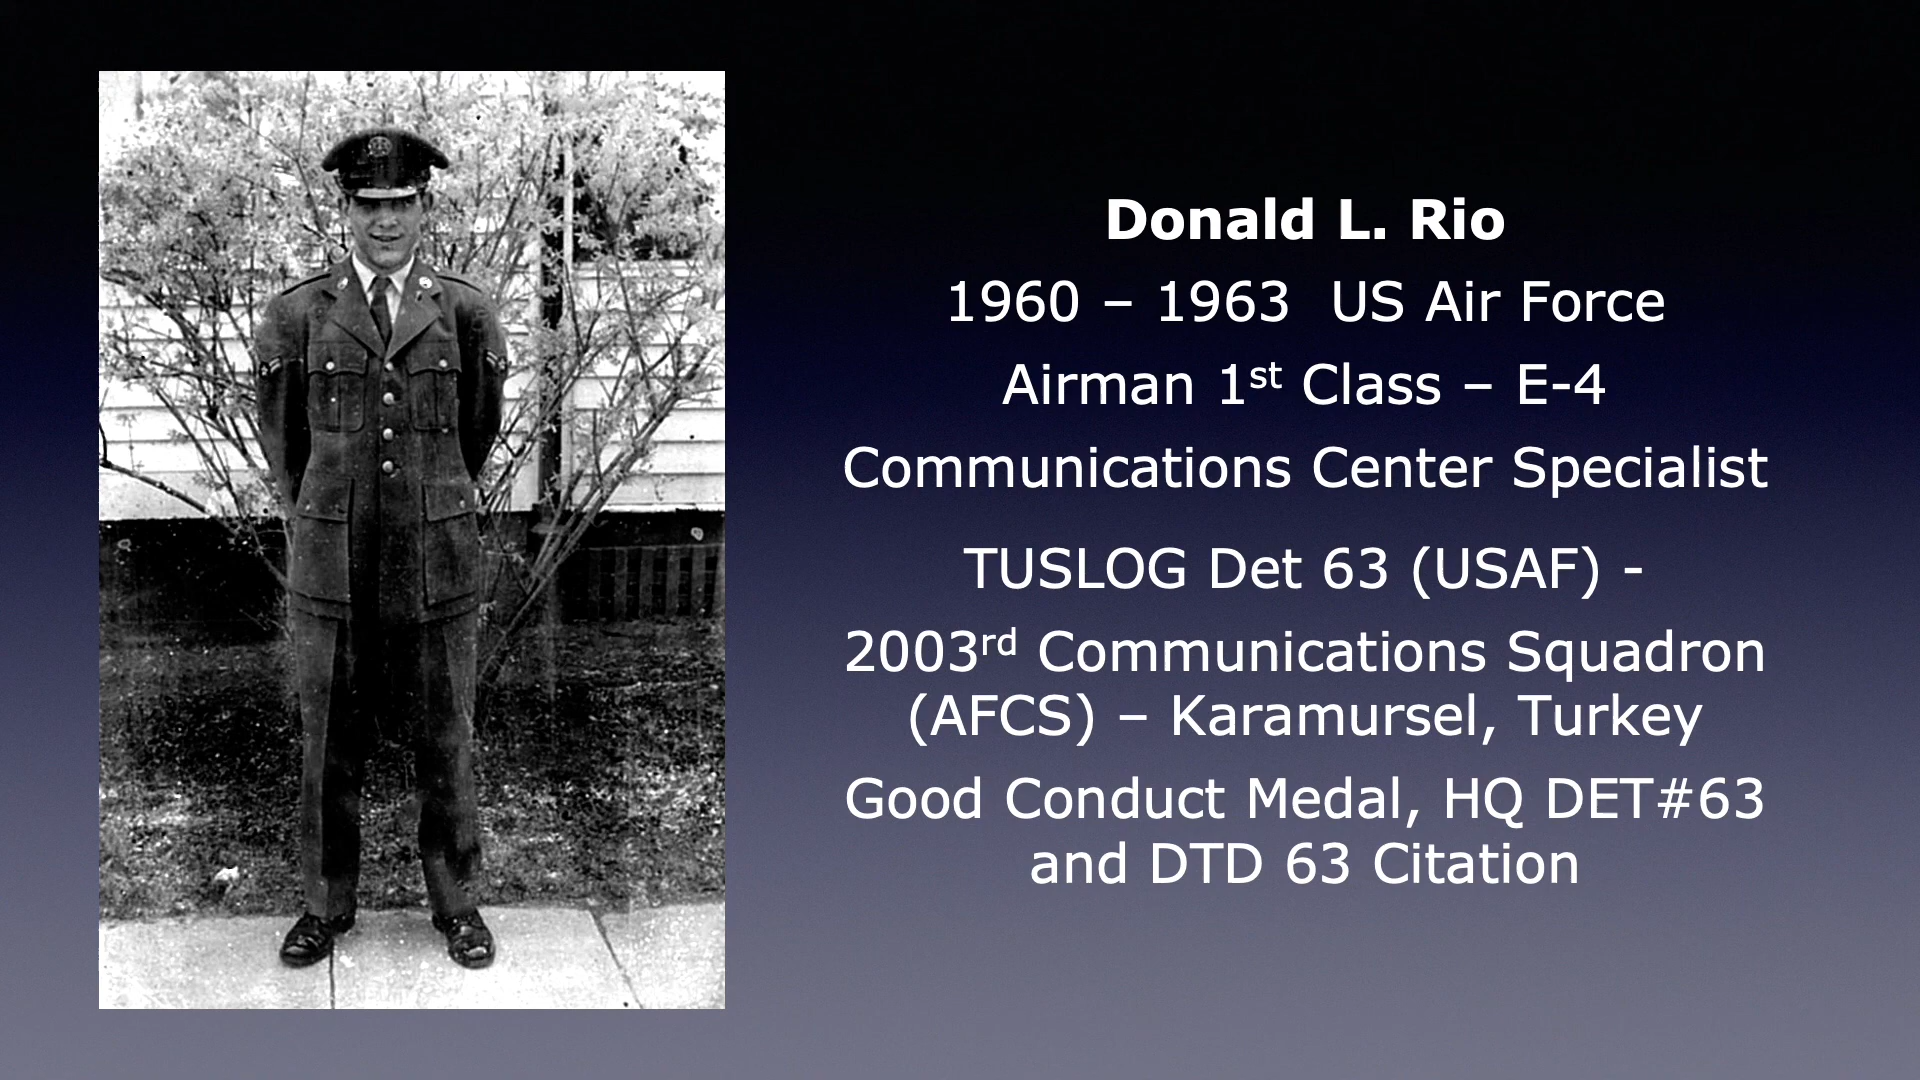 Donald L. Rio
1960 – 1963  US Air Force
Airman 1st Class – E-4
Communications Center Specialist
TUSLOG Det 63 (USAF) -
2003rd Communications Squadron
(AFCS) – Karamursel, Turkey
Good Conduct Medal, HQ DET#63
and DTD 63 Citation